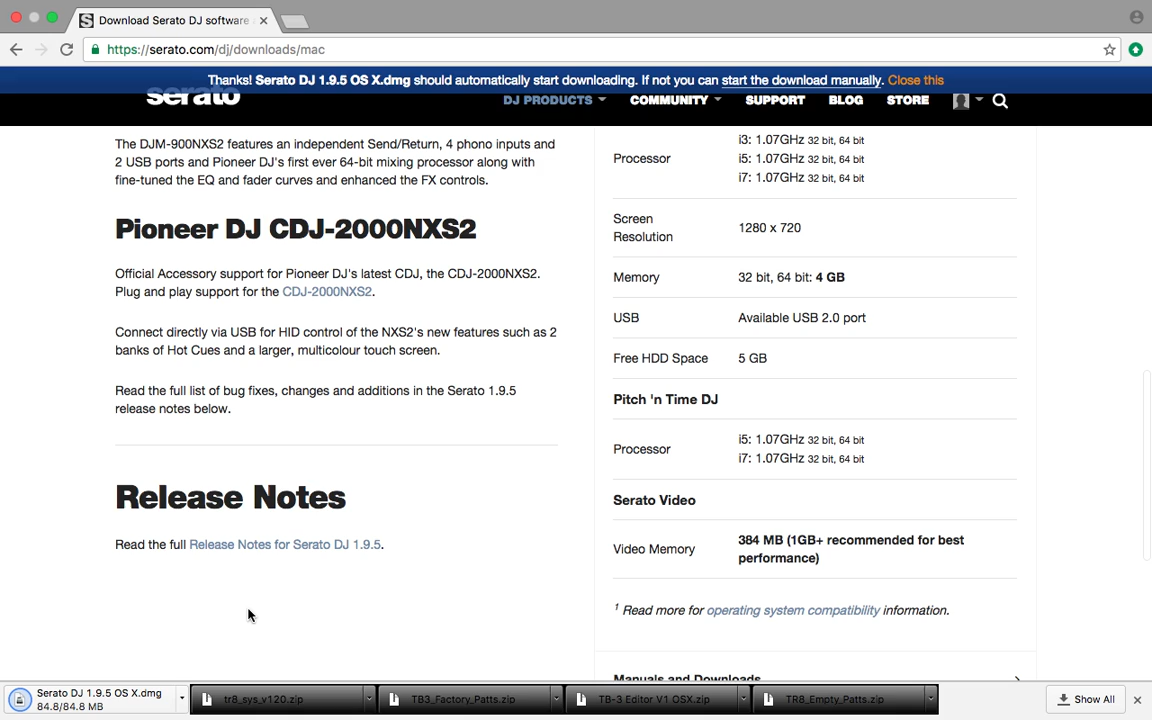 Download Serato DJ software
https://serato.com/dj/downloads/mac
Thanks! Serato DJ 1.9.5 OS X.dmg should automatically start downloading. If not you can start the download manually. Close this
serato
DJ PRODUCTS
COMMUNITY
SUPPORT
BLOG
STORE
The DJM-900NXS2 features an independent Send/Return, 4 phono inputs and
2 USB ports and Pioneer DJ's first ever 64-bit mixing processor along with
fine-tuned the EQ and fader curves and enhanced the FX controls.
Pioneer DJ CDJ-2000NXS2
Official Accessory support for Pioneer DJ's latest CDJ, the CDJ-2000NXS2.
Plug and play support for the CDJ-2000NXS2.
Connect directly via USB for HID control of the NXS2's new features such as 2
banks of Hot Cues and a larger, multicolour touch screen.
Read the full list of bug fixes, changes and additions in the Serato 1.9.5
release notes below.
Release Notes
Read the full Release Notes for Serato DJ 1.9.5.
Processor
i3: 1.07GHz 32 bit, 64 bit
i5: 1.07GHz 32 bit, 64 bit
i7: 1.07GHz 32 bit, 64 bit
Screen
Resolution
1280 x 720
Memory
32 bit, 64 bit: 4 GB
USB
Available USB 2.0 port
Free HDD Space
5 GB
Pitch 'n Time DJ
Processor
i5: 1.07GHz 32 bit, 64 bit
i7: 1.07GHz 32 bit, 64 bit
Serato Video
Video Memory
384 MB (1GB+ recommended for best
performance)
1 Read more for operating system compatibility information.
Manuals and Downloads
Serato DJ 1.9.5 OS X.dmg
84.8/84.8 MB
tr8_sys_v120.zip
TB3_Factory_Patts.zip
TB-3 Editor V1 OSX.zip
TR8_Empty_Patts.zip
Show All